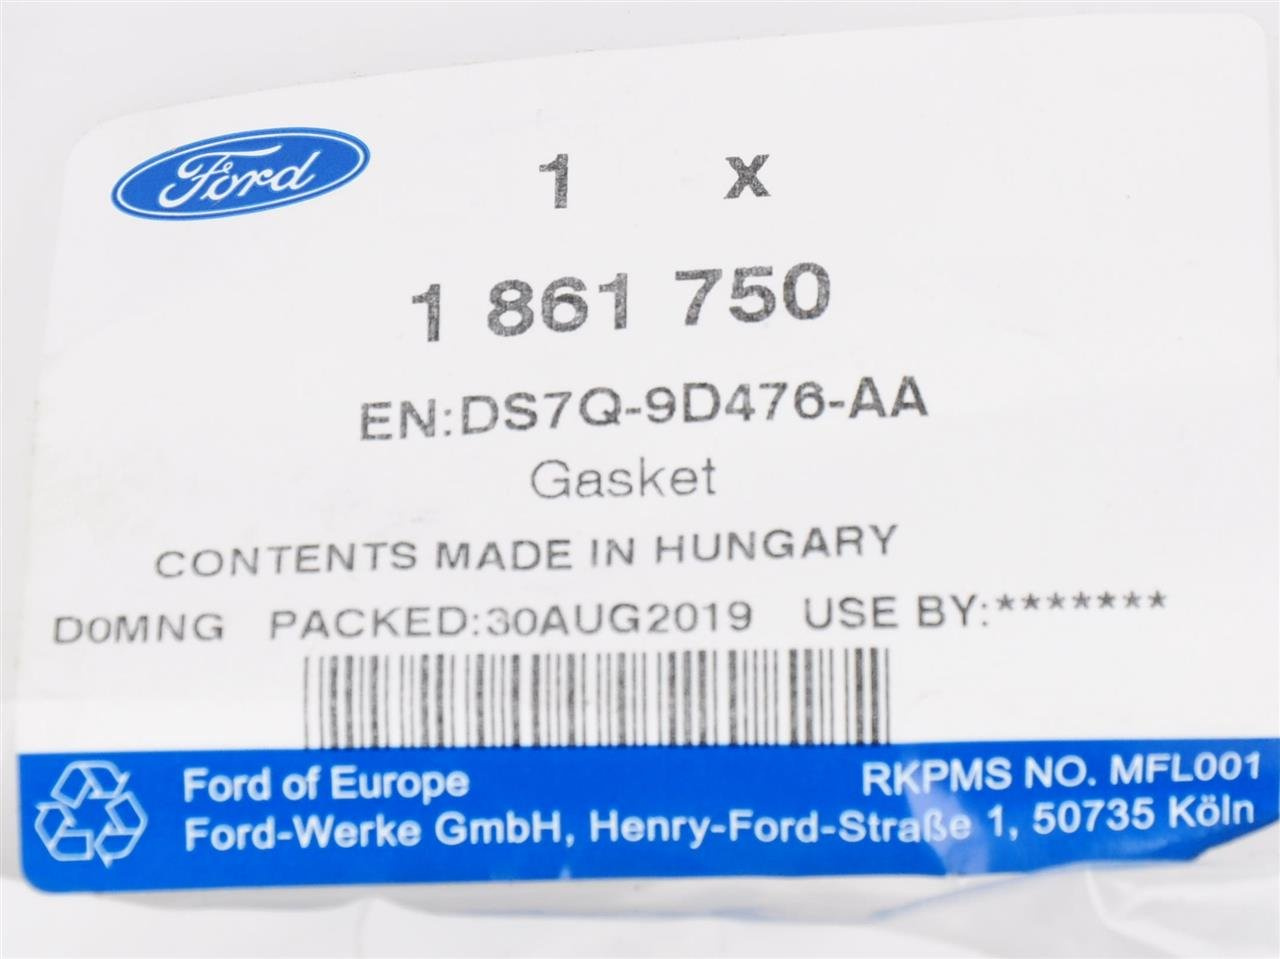 Ford
1 x
1 861 750
EN:DS7Q-9D476-AA
Gasket
CONTENTS MADE IN HUNGARY
D0MNG PACKED:30AUG2019 USE BY:*******
Ford of Europe RKPMS NO. MFL001
Ford-Werke GmbH, Henry-Ford-Straße 1, 50735 Köln